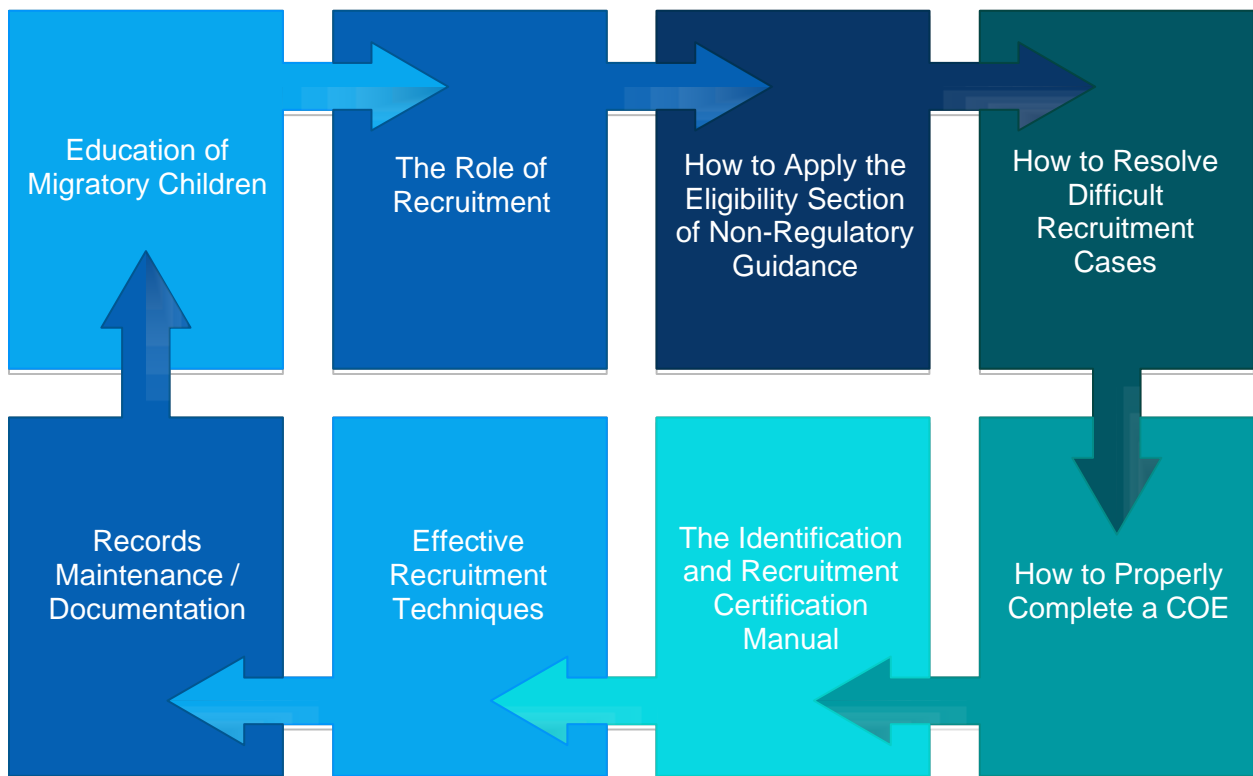 Education of
Migratory Children
The Role of
Recruitment
How to Apply the
Eligibility Section
of Non-Regulatory
Guidance
How to Resolve
Difficult
Recruitment
Cases
How to Properly
Complete a COE
The Identification
and Recruitment
Certification
Manual
Effective
Recruitment
Techniques
Records
Maintenance /
Documentation